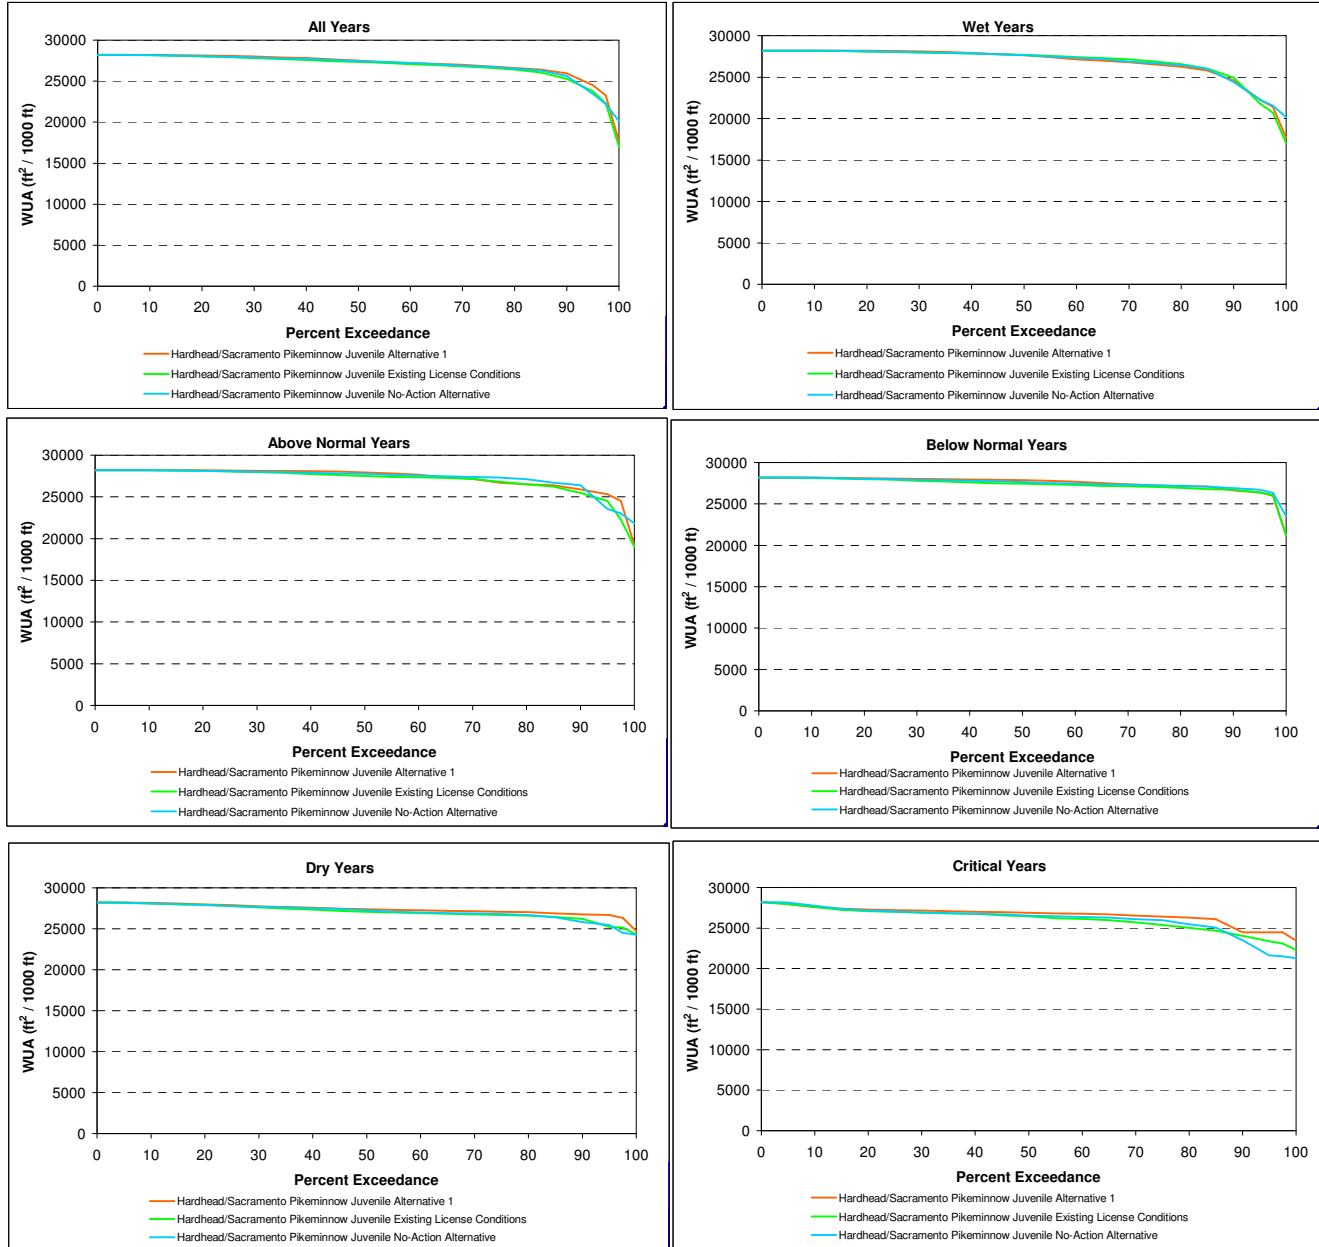 All Years
30000
25000
20000
15000
10000
5000
0
WUA (ft² / 1000 ft)
0 10 20 30 40 50 60 70 80 90 100
Percent Exceedance
Hardhead/Sacramento Pikeminnow Juvenile Alternative 1
Hardhead/Sacramento Pikeminnow Juvenile Existing License Conditions
Hardhead/Sacramento Pikeminnow Juvenile No-Action Alternative
Wet Years
30000
25000
20000
15000
10000
5000
0
WUA (ft² / 1000 ft)
0 10 20 30 40 50 60 70 80 90 100
Percent Exceedance
Hardhead/Sacramento Pikeminnow Juvenile Alternative 1
Hardhead/Sacramento Pikeminnow Juvenile Existing License Conditions
Hardhead/Sacramento Pikeminnow Juvenile No-Action Alternative
Above Normal Years
30000
25000
20000
15000
10000
5000
0
WUA (ft² / 1000 ft)
0 10 20 30 40 50 60 70 80 90 100
Percent Exceedance
Hardhead/Sacramento Pikeminnow Juvenile Alternative 1
Hardhead/Sacramento Pikeminnow Juvenile Existing License Conditions
Hardhead/Sacramento Pikeminnow Juvenile No-Action Alternative
Below Normal Years
30000
25000
20000
15000
10000
5000
0
WUA (ft² / 1000 ft)
0 10 20 30 40 50 60 70 80 90 100
Percent Exceedance
Hardhead/Sacramento Pikeminnow Juvenile Alternative 1
Hardhead/Sacramento Pikeminnow Juvenile Existing License Conditions
Hardhead/Sacramento Pikeminnow Juvenile No-Action Alternative
Dry Years
30000
25000
20000
15000
10000
5000
0
WUA (ft² / 1000 ft)
0 10 20 30 40 50 60 70 80 90 100
Percent Exceedance
Hardhead/Sacramento Pikeminnow Juvenile Alternative 1
Hardhead/Sacramento Pikeminnow Juvenile Existing License Conditions
Hardhead/Sacramento Pikeminnow Juvenile No-Action Alternative
Critical Years
30000
25000
20000
15000
10000
5000
0
WUA (ft² / 1000 ft)
0 10 20 30 40 50 60 70 80 90 100
Percent Exceedance
Hardhead/Sacramento Pikeminnow Juvenile Alternative 1
Hardhead/Sacramento Pikeminnow Juvenile Existing License Conditions
Hardhead/Sacramento Pikeminnow Juvenile No-Action Alternative